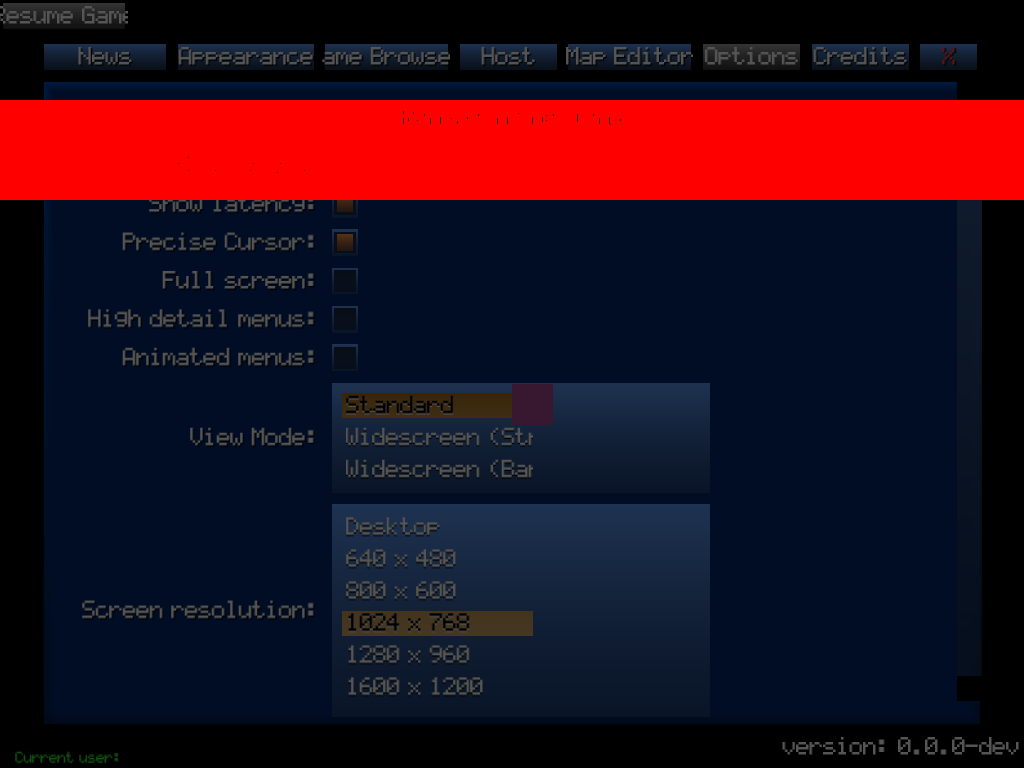 Resume Game
News Appearance ame Browse Host Map Editor Options Credits X
Show latency:
Precise Cursor:
Full screen:
High detail menus:
Animated menus:
View Mode:
Standard
Widescreen (Str
Widescreen (Bar
Screen resolution:
Desktop
640 x 480
800 x 600
1024 x 768
1280 x 960
1600 x 1200
version: 0.0.0-dev
Current user: